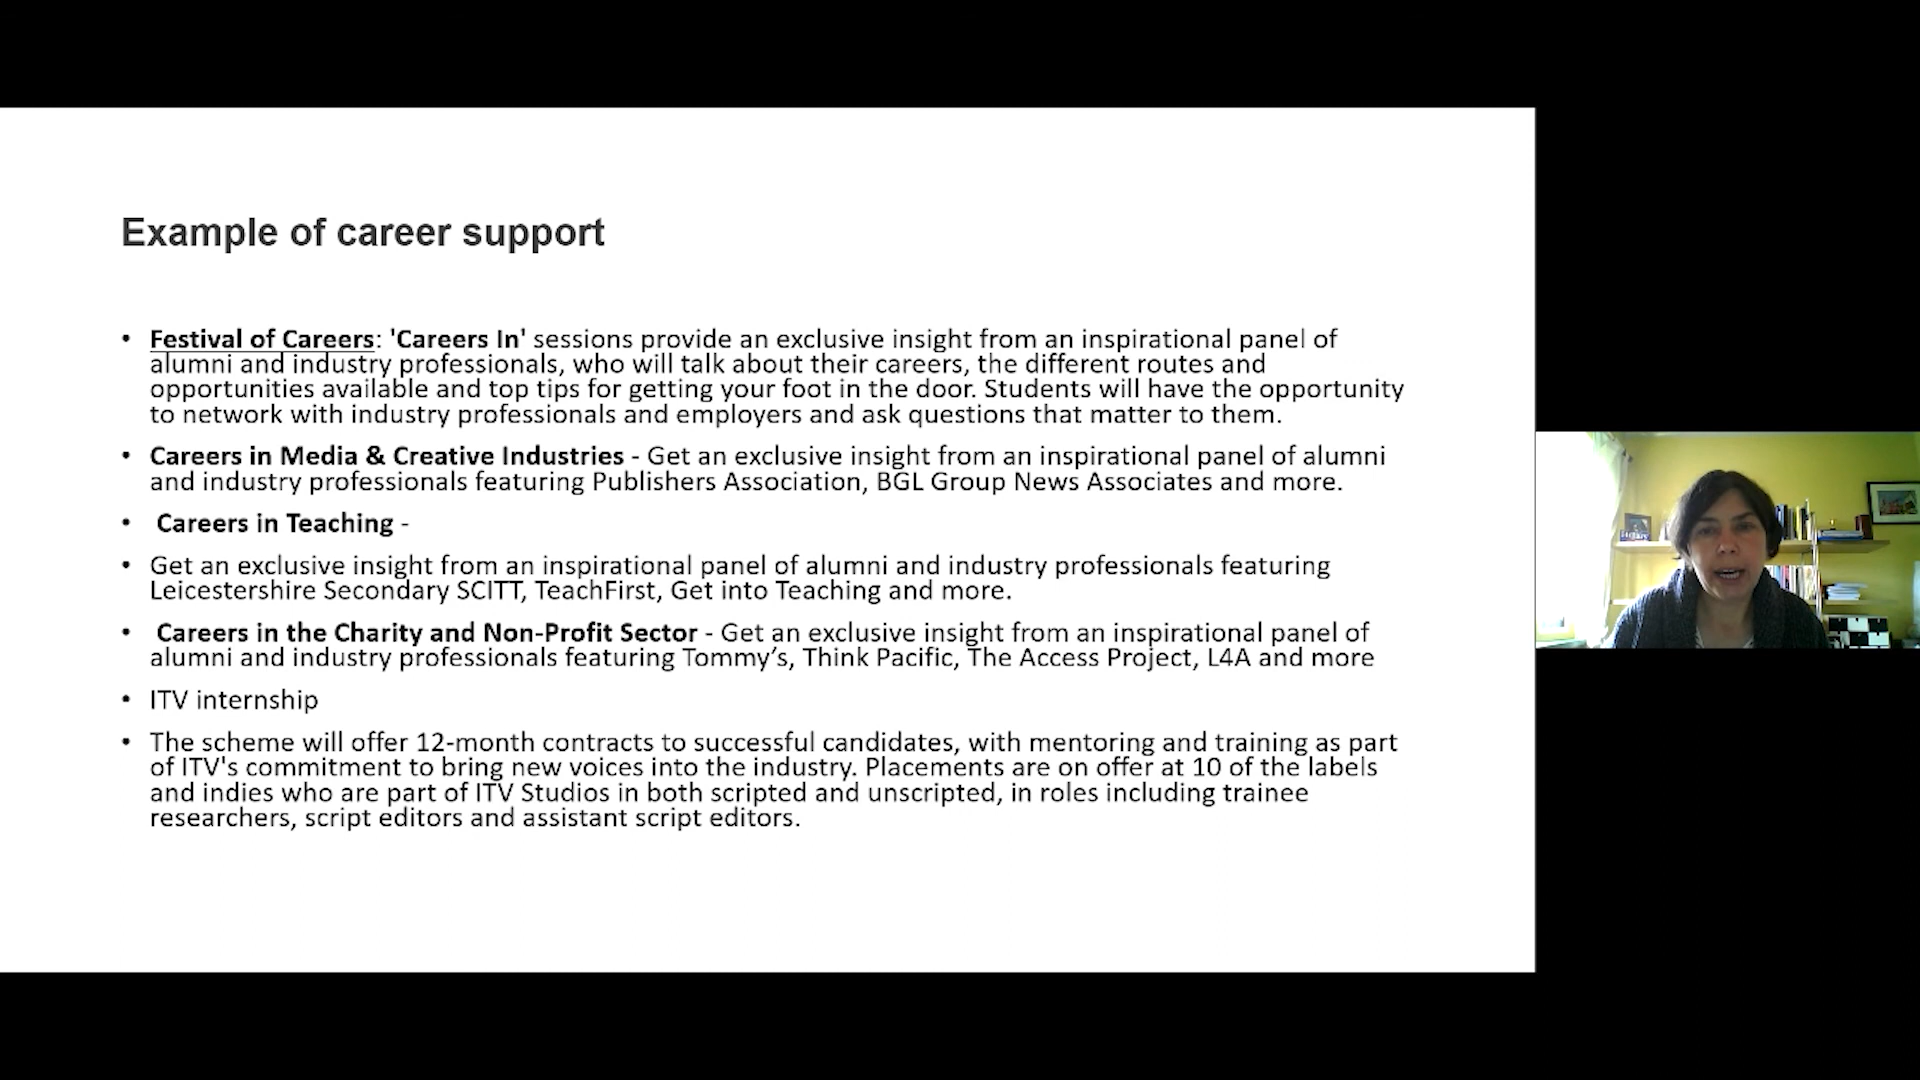 Example of career support
• Festival of Careers: 'Careers In' sessions provide an exclusive insight from an inspirational panel of
alumni and industry professionals, who will talk about their careers, the different routes and
opportunities available and top tips for getting your foot in the door. Students will have the opportunity
to network with industry professionals and employers and ask questions that matter to them.
• Careers in Media & Creative Industries - Get an exclusive insight from an inspirational panel of alumni
and industry professionals featuring Publishers Association, BGL Group News Associates and more.
• Careers in Teaching -
• Get an exclusive insight from an inspirational panel of alumni and industry professionals featuring
Leicestershire Secondary SCITT, TeachFirst, Get into Teaching and more.
• Careers in the Charity and Non-Profit Sector - Get an exclusive insight from an inspirational panel of
alumni and industry professionals featuring Tommy’s, Think Pacific, The Access Project, L4A and more
• ITV internship
• The scheme will offer 12-month contracts to successful candidates, with mentoring and training as part
of ITV's commitment to bring new voices into the industry. Placements are on offer at 10 of the labels
and indies who are part of ITV Studios in both scripted and unscripted, in roles including trainee
researchers, script editors and assistant script editors.